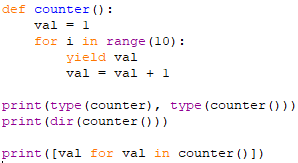 def counter():
    val = 1
    for i in range(10):
        yield val
        val = val + 1

print(type(counter), type(counter()))
print(dir(counter()))

print([val for val in counter()])